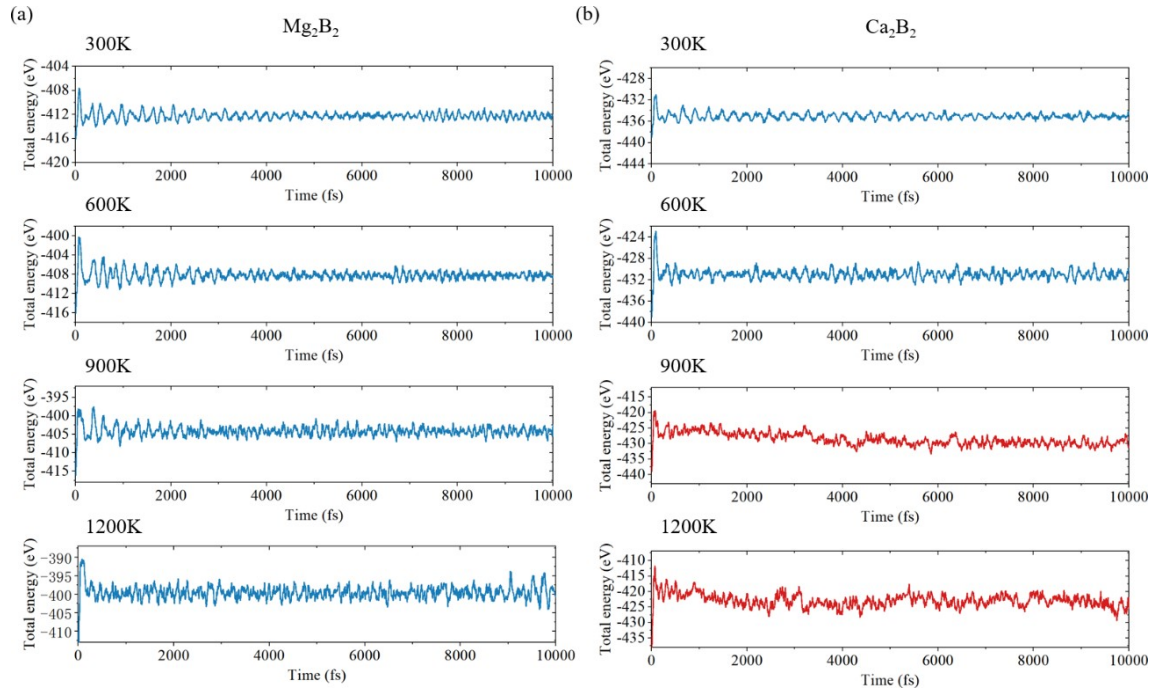 (a)
Mg₂B₂
300K
Total energy (eV)
-404
-408
-412
-416
-420
0 2000 4000 6000 8000 10000
Time (fs)
600K
Total energy (eV)
-400
-404
-408
-412
-416
0 2000 4000 6000 8000 10000
Time (fs)
900K
Total energy (eV)
-395
-400
-405
-410
-415
0 2000 4000 6000 8000 10000
Time (fs)
1200K
Total energy (eV)
-390
-395
-400
-405
-410
0 2000 4000 6000 8000 10000
Time (fs)
(b)
Ca₂B₂
300K
Total energy (eV)
-428
-432
-436
-440
-444
0 2000 4000 6000 8000 10000
Time (fs)
600K
Total energy (eV)
-424
-428
-432
-436
-440
0 2000 4000 6000 8000 10000
Time (fs)
900K
Total energy (eV)
-415
-420
-425
-430
-435
-440
0 2000 4000 6000 8000 10000
Time (fs)
1200K
Total energy (eV)
-410
-415
-420
-425
-430
-435
0 2000 4000 6000 8000 10000
Time (fs)